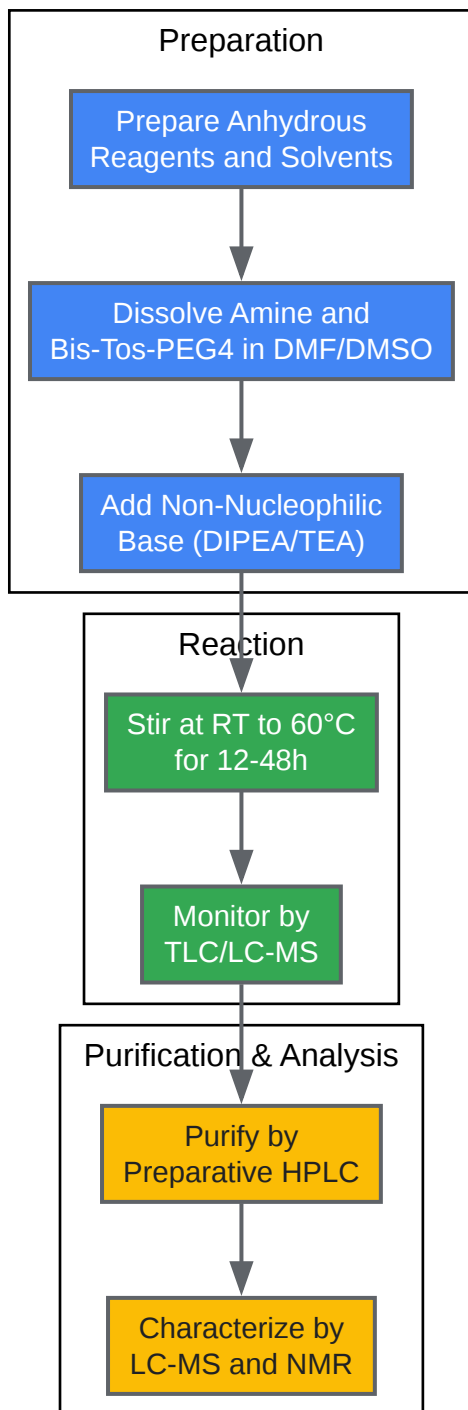 Preparation
Prepare Anhydrous
Reagents and Solvents
Dissolve Amine and
Bis-Tos-PEG4 in DMF/DMSO
Add Non-Nucleophilic
Base (DIPEA/TEA)
Reaction
Stir at RT to 60°C
for 12-48h
Monitor by
TLC/LC-MS
Purification & Analysis
Purify by
Preparative HPLC
Characterize by
LC-MS and NMR